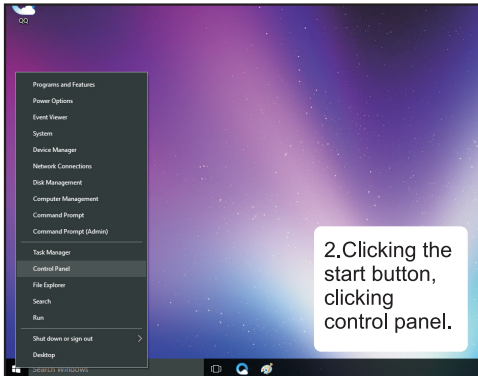 QQ
Programs and Features
Power Options
Event Viewer
System
Device Manager
Network Connections
Disk Management
Computer Management
Command Prompt
Command Prompt (Admin)
Task Manager
Control Panel
File Explorer
Search
Run
Shut down or sign out
Desktop
Search Windows
2.Clicking the
start button,
clicking
control panel.